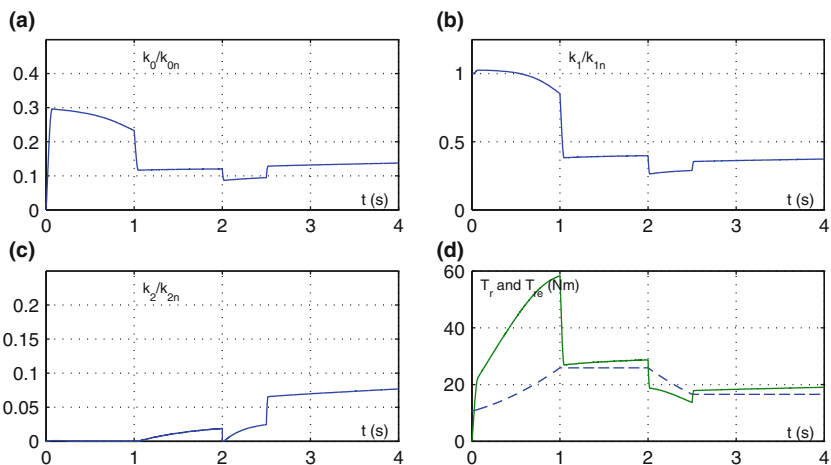 (a)
k0/k0n
0.4
0.3
0.2
0.1
0
t (s)
0 1 2 3 4
(b)
k1/k1n
1
0.5
0
t (s)
0 1 2 3 4
(c)
k2/k2n
0.2
0.15
0.1
0.05
0
t (s)
0 1 2 3 4
(d)
Tr and Tre (Nm)
60
40
20
0
t (s)
0 1 2 3 4